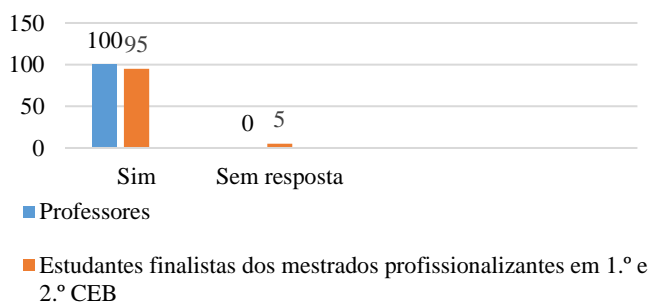 150
100 95
100
50
0 5
0
Sim Sem resposta
Professores
Estudantes finalistas dos mestrados profissionalizantes em 1.º e
2.º CEB